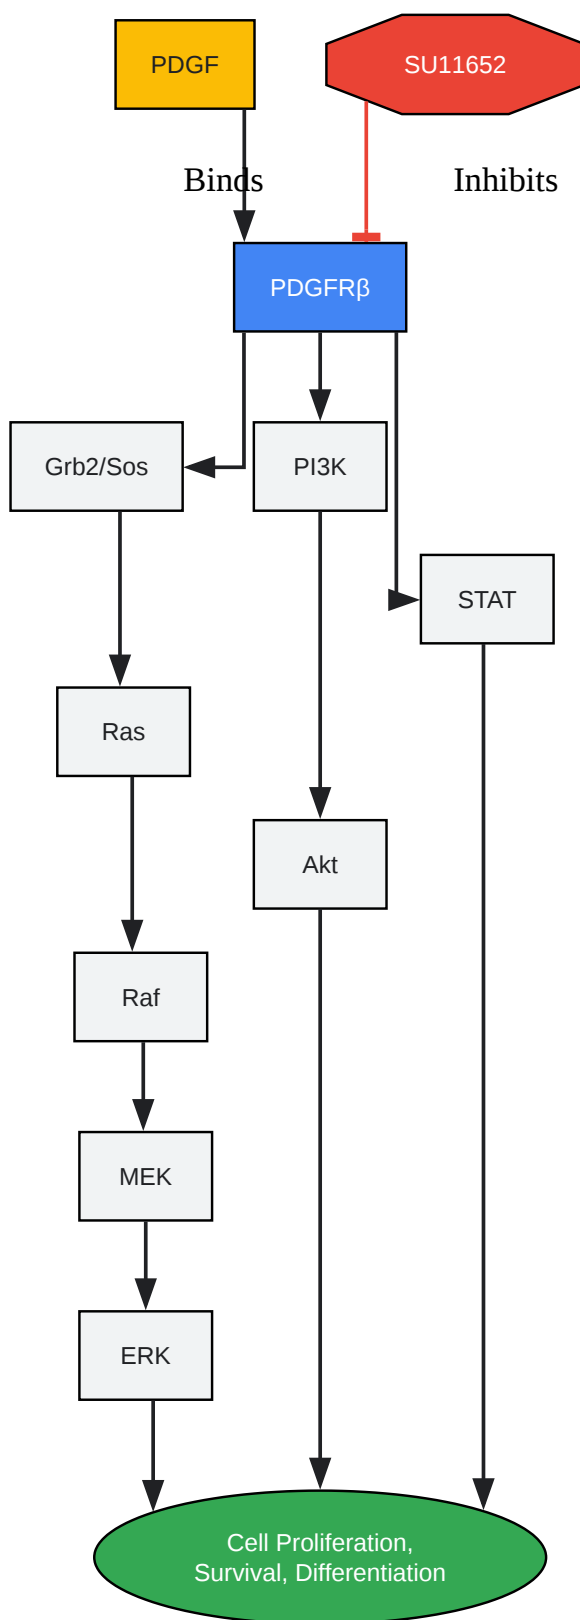 PDGF
SU11652
Binds
Inhibits
PDGFRβ
Grb2/Sos
PI3K
STAT
Ras
Akt
Raf
MEK
ERK
Cell Proliferation,
Survival, Differentiation